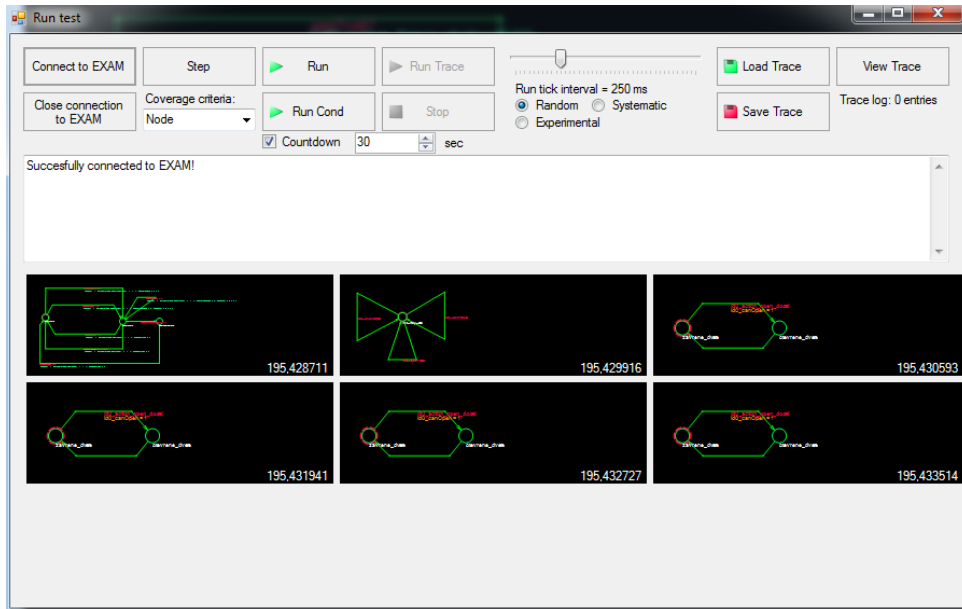 Run test
Connect to EXAM
Step
Run
Run Trace
Load Trace
View Trace
Run tick interval = 250 ms
Close connection
to EXAM
Coverage criteria:
Node
Run Cond
Stop
Random
Systematic
Experimental
Save Trace
Trace log: 0 entries
Countdown
30
sec
Succesfully connected to EXAM!
195,428711
195,429916
195,430593
195,431941
195,432727
195,433514